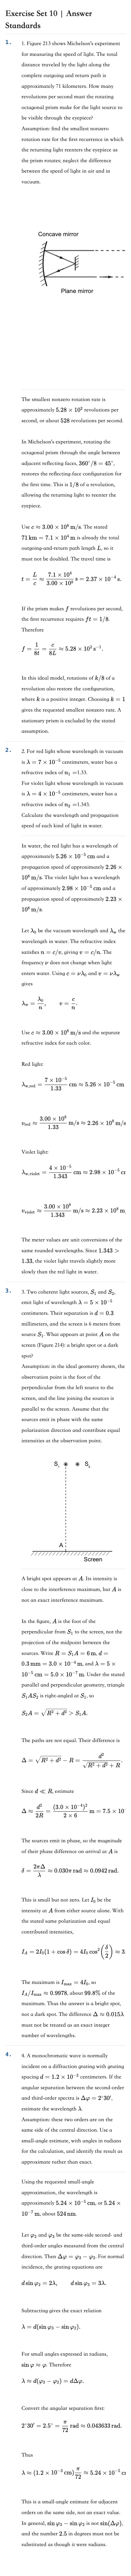 Exercise Set 10 | Answer
Standards
1. 1. Figure 213 shows Michelson's experiment
for measuring the speed of light. The total
distance traveled by the light along the
complete outgoing and return path is
approximately 71 kilometers. How many
revolutions per second must the rotating
octagonal prism make for the light source to
be visible through the eyepiece?
Assumption: find the smallest nonzero
rotation rate for the first recurrence in which
the returning light reenters the eyepiece as
the prism rotates; neglect the difference
between the speed of light in air and in
vacuum.
Concave mirror
Plane mirror
The smallest nonzero rotation rate is
approximately 5.28 × 10² revolutions per
second, or about 528 revolutions per second.
In Michelson's experiment, rotating the
octagonal prism through the angle between
adjacent reflecting faces, 360°/8 = 45°,
restores the reflecting-face configuration for
the first time. This is 1/8 of a revolution,
allowing the returning light to reenter the
eyepiece.
Use c ≈ 3.00 × 10⁸ m/s. The stated
71 km = 7.1 × 10⁴ m is already the total
outgoing-and-return path length L, so it
must not be doubled. The travel time is
t = L/c ≈ 7.1 × 10⁴/3.00 × 10⁸ s = 2.37 × 10⁻⁴ s.
If the prism makes f revolutions per second,
the first recurrence requires ft = 1/8.
Therefore
f = 1/8t = c/8L ≈ 5.28 × 10² s⁻¹.
In this ideal model, rotations of k/8 of a
revolution also restore the configuration,
where k is a positive integer. Choosing k = 1
gives the requested smallest nonzero rate. A
stationary prism is excluded by the stated
assumption.
2. 2. For red light whose wavelength in vacuum
is λ = 7 × 10⁻⁵ centimeters, water has a
refractive index of n₁ =1.33.
For violet light whose wavelength in vacuum
is λ = 4 × 10⁻⁵ centimeters, water has a
refractive index of n₂ =1.343.
Calculate the wavelength and propagation
speed of each kind of light in water.
In water, the red light has a wavelength of
approximately 5.26 × 10⁻⁵ cm and a
propagation speed of approximately 2.26 ×
10⁸ m/s. The violet light has a wavelength
of approximately 2.98 × 10⁻⁵ cm and a
propagation speed of approximately 2.23 ×
10⁸ m/s.
Let λ₀ be the vacuum wavelength and λw the
wavelength in water. The refractive index
satisfies n = c/v, giving v = c/n. The
frequency ν does not change when light
enters water. Using c = νλ₀ and v = νλw
gives
λw = λ₀/n, v = c/n.
Use c ≈ 3.00 × 10⁸ m/s and the separate
refractive index for each color.
Red light:
λw,red = 7 × 10⁻⁵/1.33 cm ≈ 5.26 × 10⁻⁵ cm
vred ≈ 3.00 × 10⁸/1.33 m/s ≈ 2.26 × 10⁸ m/s
Violet light:
λw,violet = 4 × 10⁻⁵/1.343 cm ≈ 2.98 × 10⁻⁵ c
vviolet ≈ 3.00 × 10⁸/1.343 m/s ≈ 2.23 × 10⁸ m
The meter values are unit conversions of the
same rounded wavelengths. Since 1.343 >
1.33, the violet light travels slightly more
slowly than the red light in water.
3. 3. Two coherent light sources, S₁ and S₂,
emit light of wavelength λ = 5 × 10⁻⁵
centimeters. Their separation is d = 0.3
millimeters, and the screen is 6 meters from
source S₁. What appears at point A on the
screen (Figure 214): a bright spot or a dark
spot?
Assumption: in the ideal geometry shown, the
observation point is the foot of the
perpendicular from the left source to the
screen, and the line joining the sources is
parallel to the screen. Assume that the
sources emit in phase with the same
polarization direction and contribute equal
intensities at the observation point.
S₁ S₂
A
Screen
A bright spot appears at A. Its intensity is
close to the interference maximum, but A is
not an exact interference maximum.
In the figure, A is the foot of the
perpendicular from S₁ to the screen, not the
projection of the midpoint between the
sources. Write R = S₁A = 6 m, d =
0.3 mm = 3.0 × 10⁻⁴ m, and λ = 5 ×
10⁻⁵ cm = 5.0 × 10⁻⁷ m. Under the stated
parallel and perpendicular geometry, triangle
S₁AS₂ is right-angled at S₁, so
S₂A = √(R² + d²) > S₁A.
The paths are not equal. Their difference is
Δ = √(R² + d²) − R = d²/(√(R² + d²) + R).
Since d ≪ R, estimate
Δ ≈ d²/2R = (3.0 × 10⁻⁴)²/2 × 6 m = 7.5 × 10
The sources emit in phase, so the magnitude
of their phase difference on arrival at A is
δ = 2πΔ/λ ≈ 0.030π rad ≈ 0.0942 rad.
This is small but not zero. Let I₀ be the
intensity at A from either source alone. With
the stated same polarization and equal
contributed intensities,
IA = 2I₀(1 + cos δ) = 4I₀ cos²(δ/2) ≈ 3.
The maximum is Imax = 4I₀, so
IA/Imax ≈ 0.9978, about 99.8% of the
maximum. Thus the answer is a bright spot,
not a dark spot. The difference Δ ≈ 0.015λ
must not be treated as an exact integer
number of wavelengths.
4. 4. A monochromatic wave is normally
incident on a diffraction grating with grating
spacing d = 1.2 × 10⁻³ centimeters. If the
angular separation between the second-order
and third-order spectra is Δφ = 2°30′,
estimate the wavelength λ.
Assumption: these two orders are on the
same side of the central direction. Use a
small-angle estimate, with angles in radians
for the calculation, and identify the result as
approximate rather than exact.
Using the requested small-angle
approximation, the wavelength is
approximately 5.24 × 10⁻⁵ cm, or 5.24 ×
10⁻⁷ m, about 524 nm.
Let φ₂ and φ₃ be the same-side second- and
third-order angles measured from the central
direction. Then Δφ = φ₃ − φ₂. For normal
incidence, the grating equations are
d sin φ₂ = 2λ, d sin φ₃ = 3λ.
Subtracting gives the exact relation
λ = d(sin φ₃ − sin φ₂).
For small angles expressed in radians,
sin φ ≈ φ. Therefore
λ ≈ d(φ₃ − φ₂) = dΔφ.
Convert the angular separation first:
2°30′ = 2.5° = π/72 rad ≈ 0.043633 rad.
Thus
λ ≈ (1.2 × 10⁻³ cm) π/72 ≈ 5.24 × 10⁻⁵ c
This is a small-angle estimate for adjacent
orders on the same side, not an exact value.
In general, sin φ₃ − sin φ₂ is not sin(Δφ),
and the number 2.5 in degrees must not be
substituted as though it were radians.